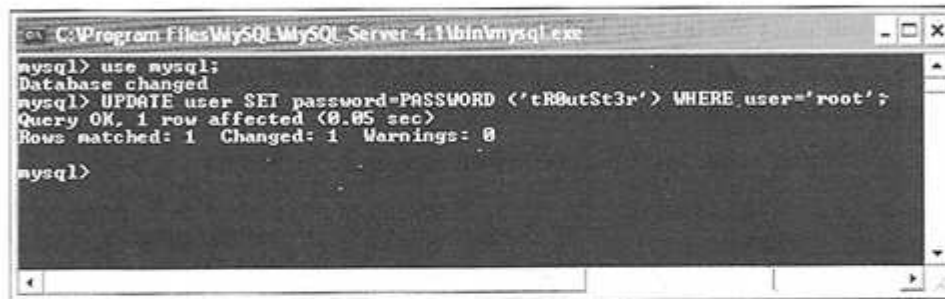 C:\Program Files\MySQL\MySQL Server 4.1\bin\mysql.exe
mysql> use mysql;
Database changed
mysql> UPDATE user SET password=PASSWORD ('tR0utSt3r') WHERE user='root';
Query OK, 1 row affected (0.05 sec)
Rows matched: 1  Changed: 1  Warnings: 0
mysql>